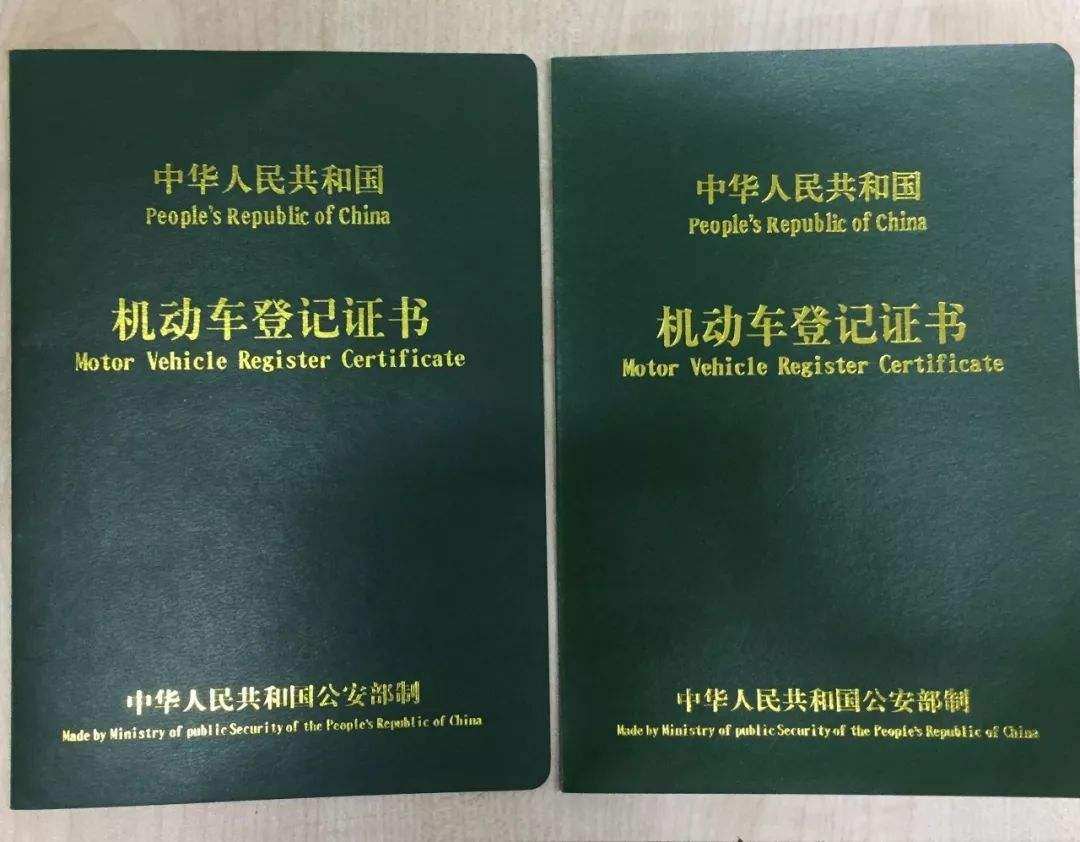 中华人民共和国
People's Republic of China
机动车登记证书
Motor Vehicle Register Certificate
中华人民共和国公安部制
Made by Ministry of public Security of the People's Republic of China
中华人民共和国
People's Republic of China
机动车登记证书
Motor Vehicle Register Certificate
中华人民共和国公安部制
Made by Ministry of public Security of the People's Republic of China